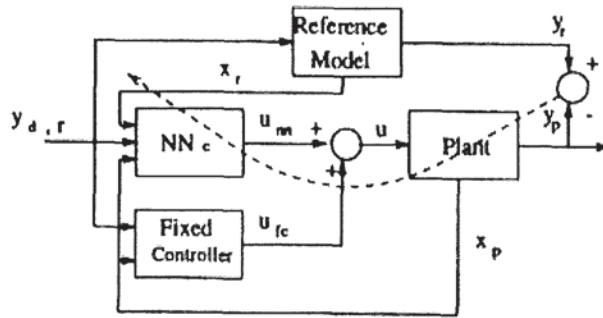 Reference
Model
y_r
+
x_r
y_d , r
NN_c
u_nn
+
u
Plant
y_p
-
+
Fixed
Controller
u_fc
x_p